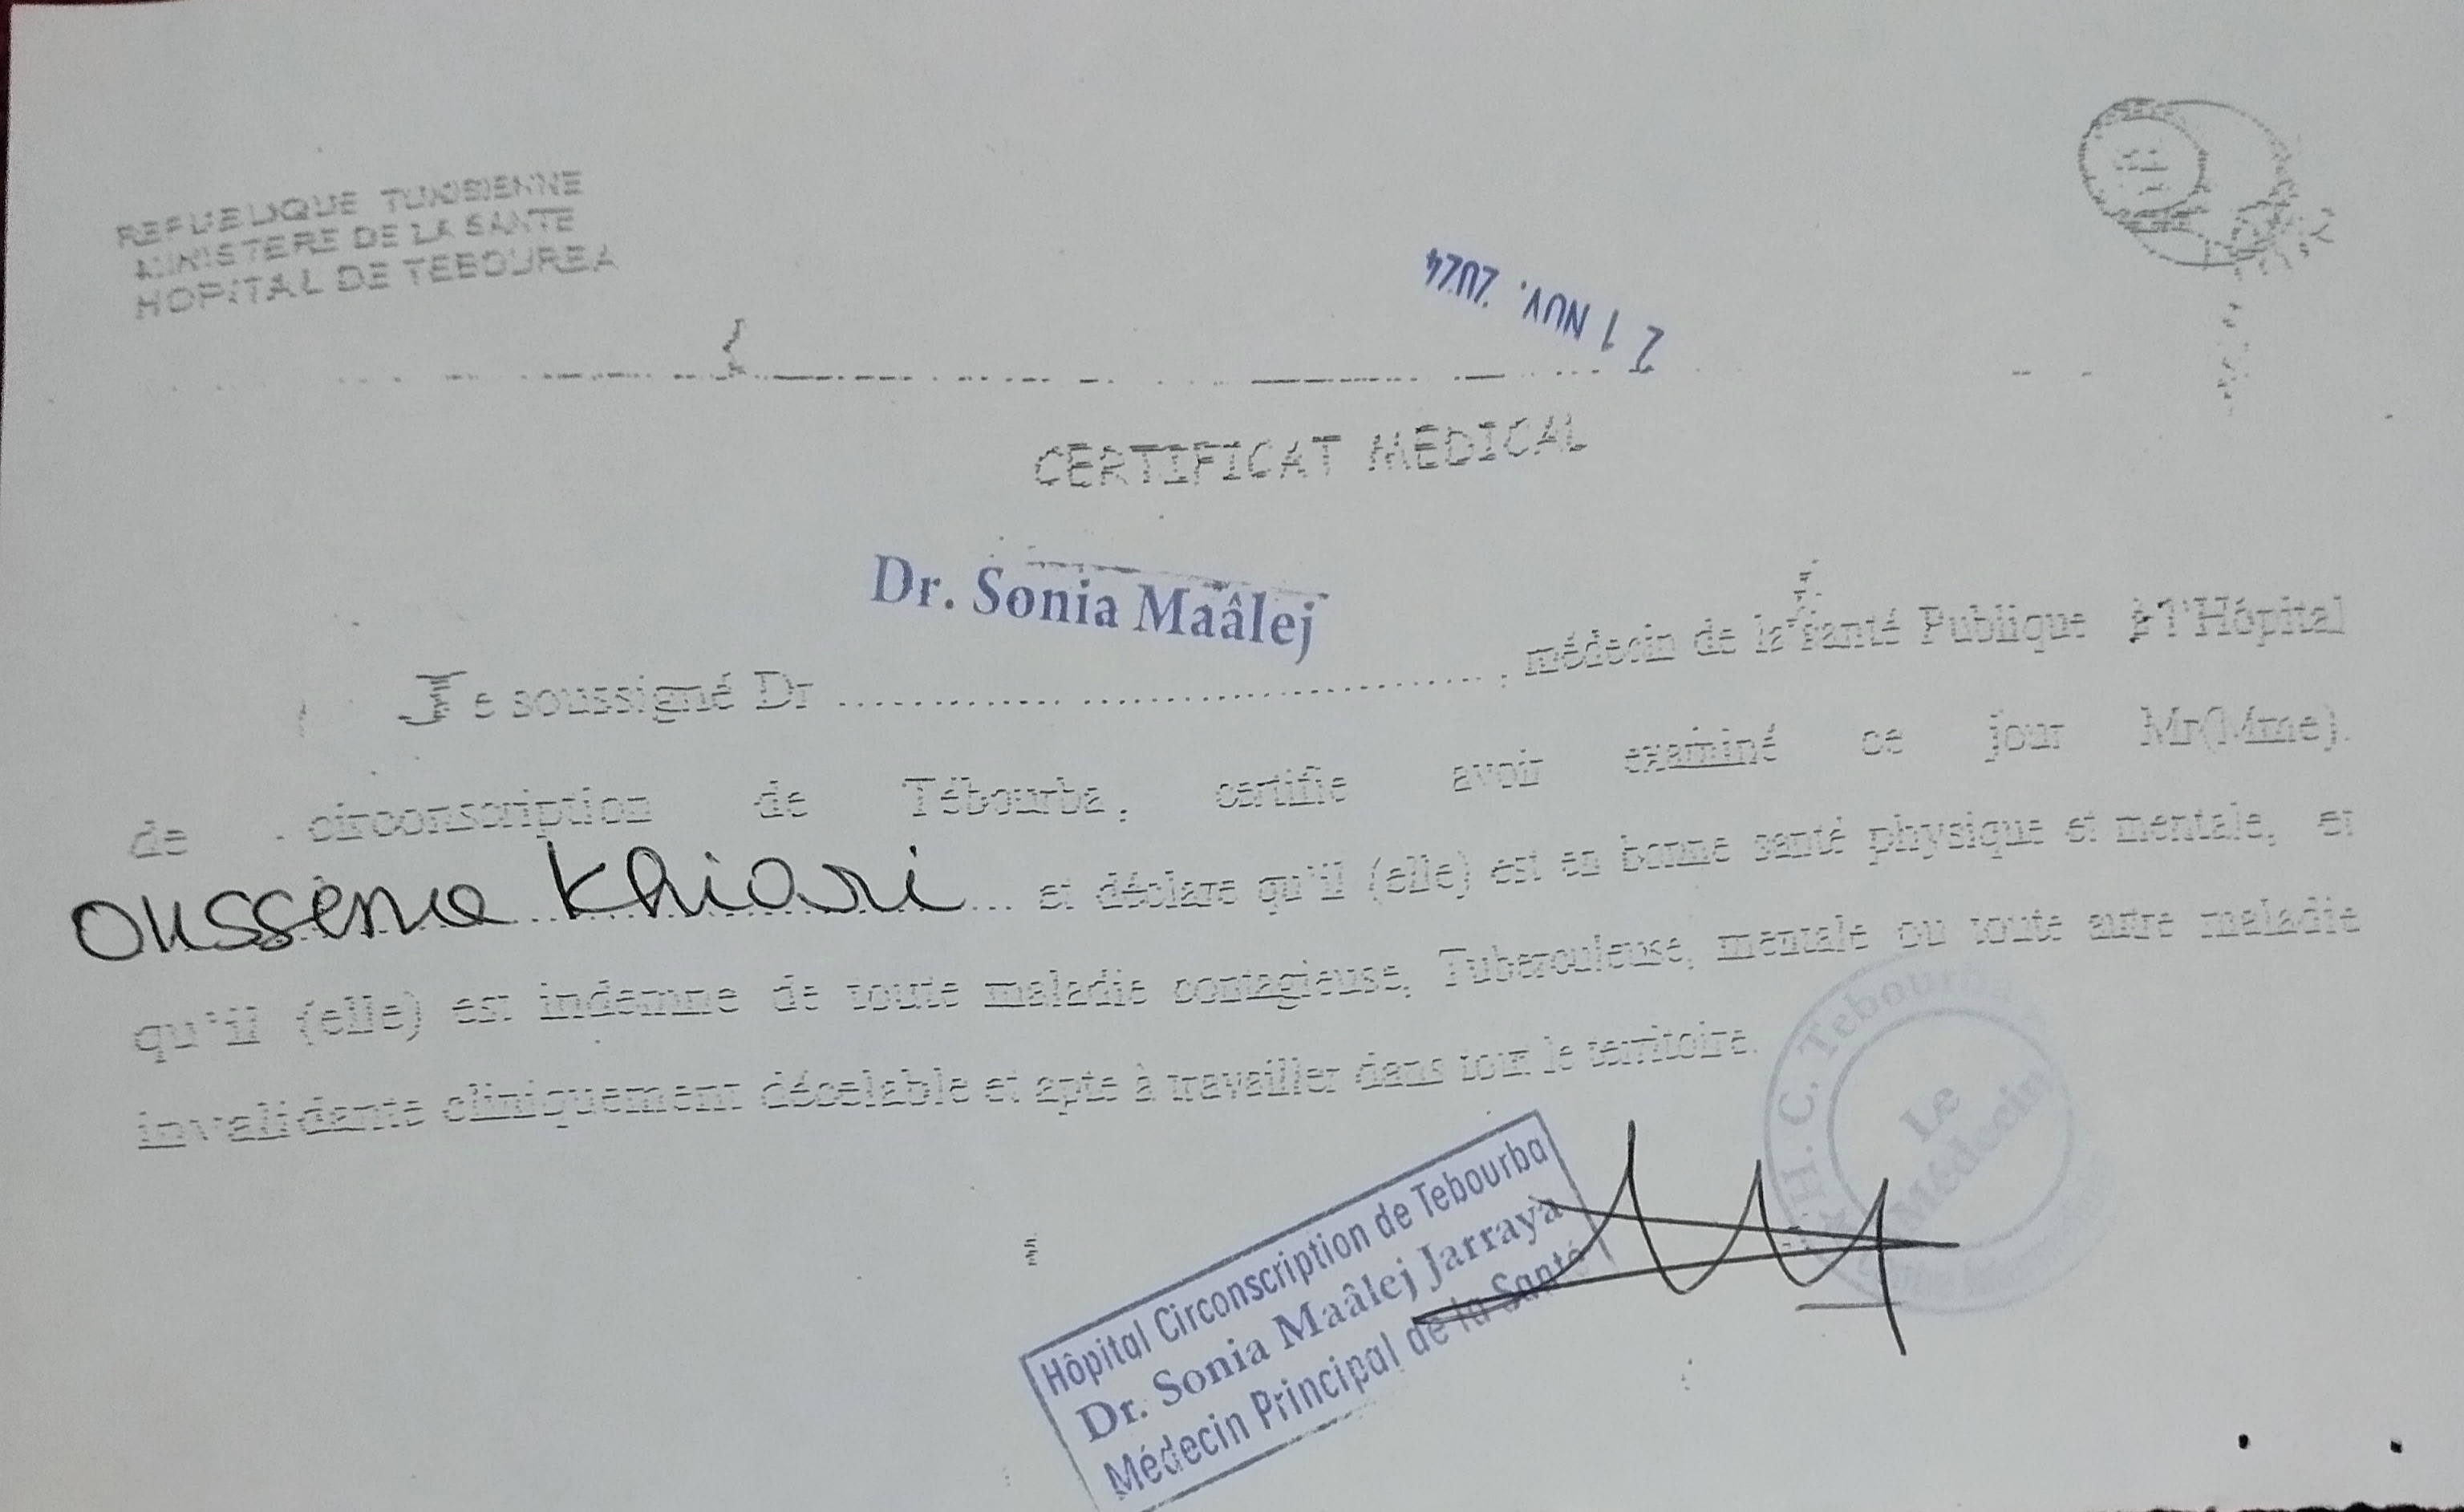 REPUBLIQUE TUNISIENNE
MINISTERE DE LA SANTE
HOPITAL DE TEBOURBA
21 NOV. 2024
CERTIFICAT MEDICAL
Dr. Sonia Maâlej
Je soussigné Dr .............................................., médecin de la santé Publique à l'Hôpital
de circonscription de Tébourba, certifie avoir examiné ce jour Mr(Mme).
oussema Khiari ... et déclare qu'il (elle) est en bonne santé physique et mentale, et
qu'il (elle) est indemne de toute maladie contagieuse, Tuberculeuse, mentale ou toute autre maladie
invalidante cliniquement décelable et apte à travailler dans tout le territoire.
H. C. Tebourba
Le
Médecin
Hôpital Circonscription de Tebourba
Dr. Sonia Maâlej Jarraya
Médecin Principal de la Santé